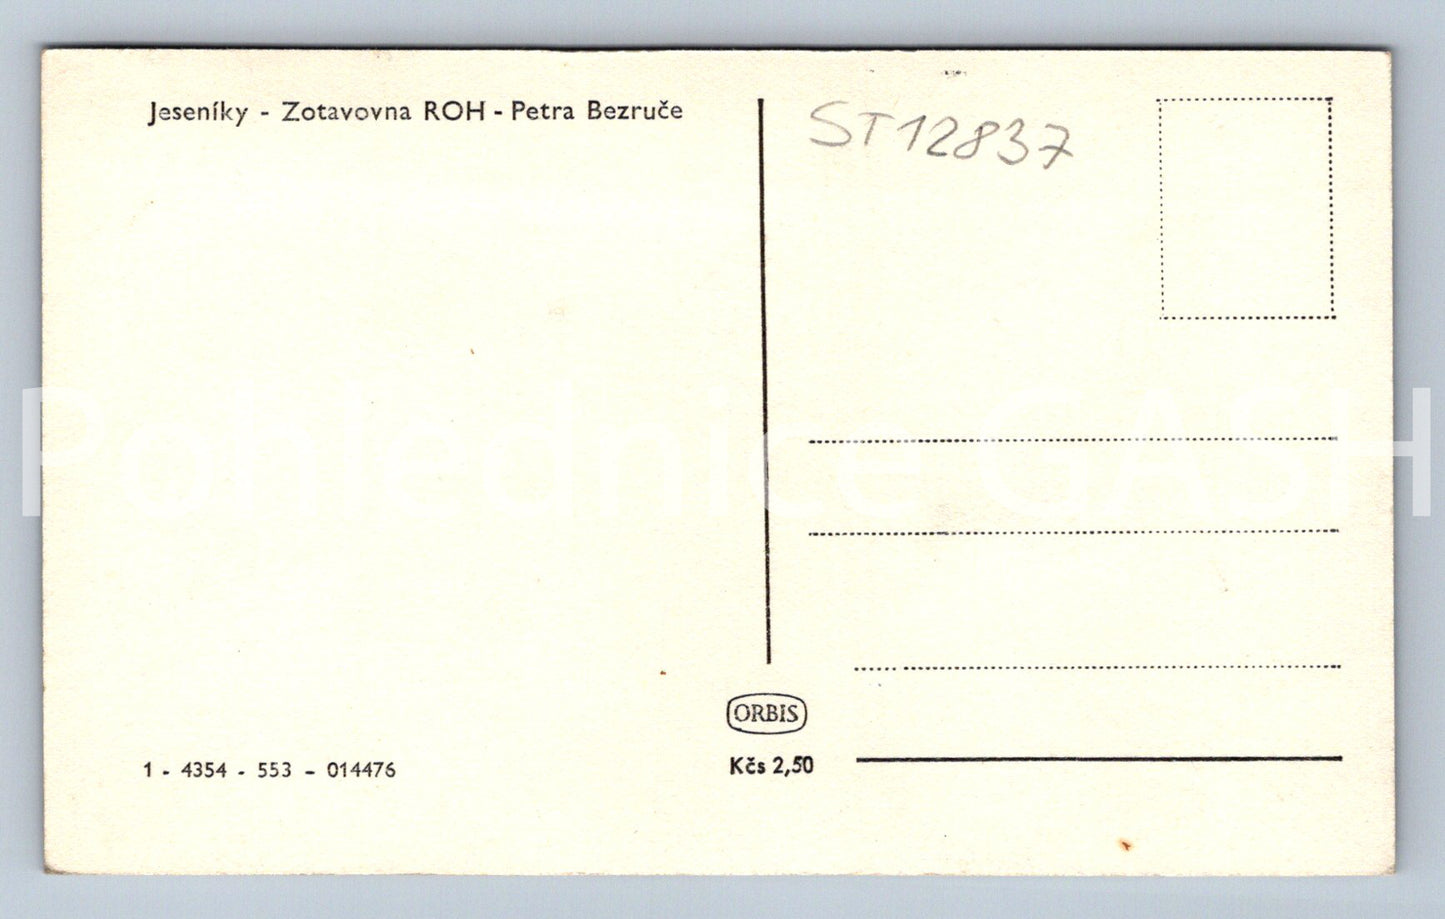 Jeseníky - Zotavovna ROH - Petra Bezruče
ST12837
Pohlednice GASH
ORBIS
1 - 4354 - 553 - 014476
Kčs 2,50